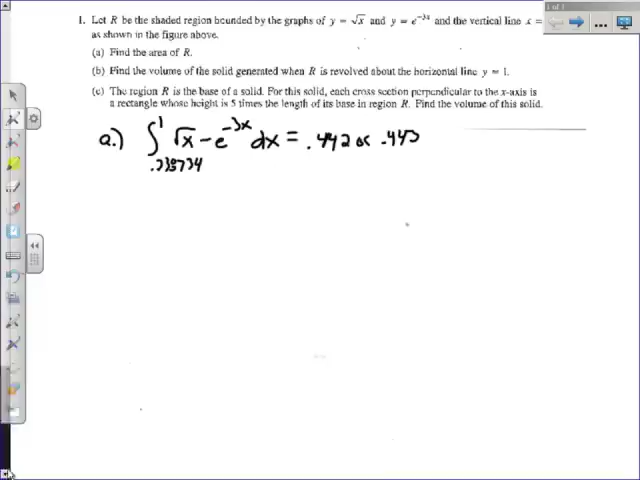 1 of 1
1. Let R be the shaded region bounded by the graphs of y = √x and y = e^{-3x} and the vertical line x =
as shown in the figure above.
(a) Find the area of R.
(b) Find the volume of the solid generated when R is revolved about the horizontal line y = 1.
(c) The region R is the base of a solid. For this solid, each cross section perpendicular to the x-axis is
a rectangle whose height is 5 times the length of its base in region R. Find the volume of this solid.
a.) ∫_{.238734}^{1} √x - e^{-3x} dx = .442 or .443